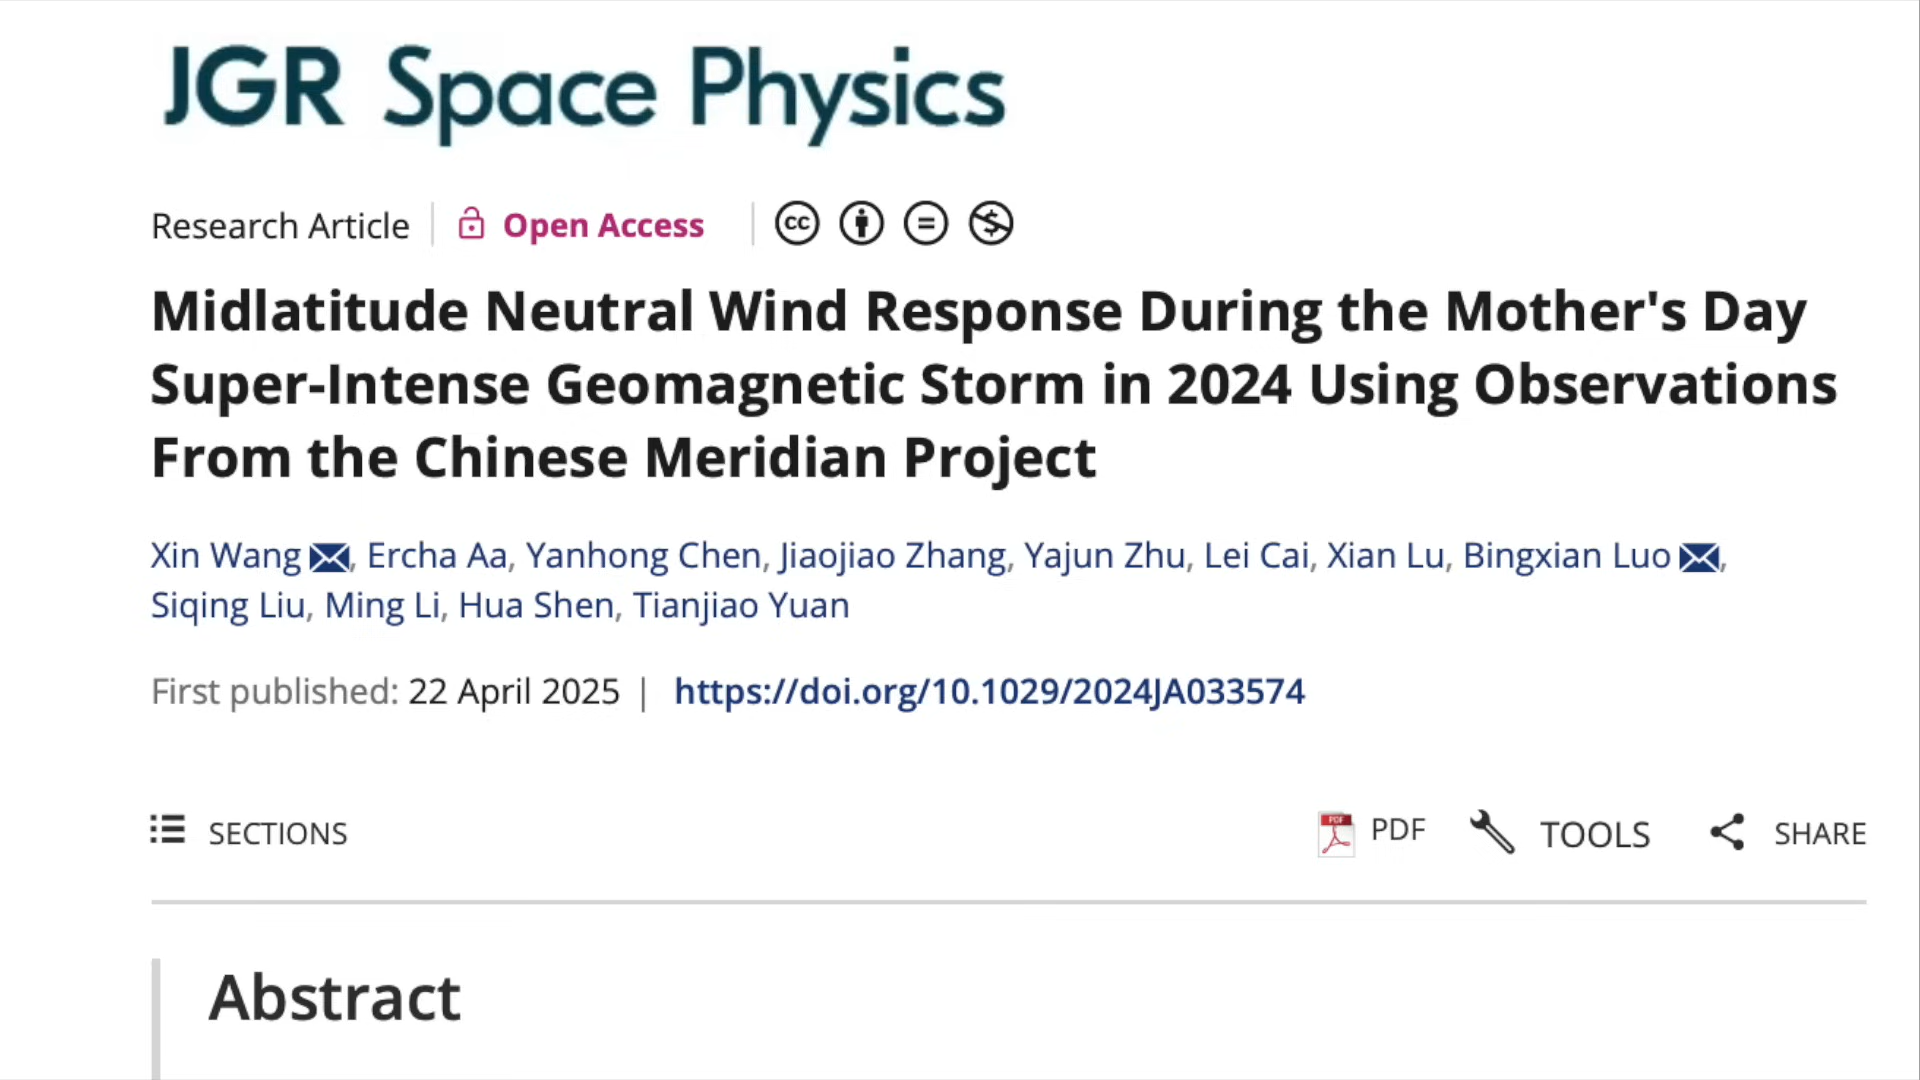 JGR Space Physics
Research Article | Open Access | cc
Midlatitude Neutral Wind Response During the Mother's Day
Super-Intense Geomagnetic Storm in 2024 Using Observations
From the Chinese Meridian Project
Xin Wang, Ercha Aa, Yanhong Chen, Jiaojiao Zhang, Yajun Zhu, Lei Cai, Xian Lu, Bingxian Luo,
Siqing Liu, Ming Li, Hua Shen, Tianjiao Yuan
First published: 22 April 2025 | https://doi.org/10.1029/2024JA033574
SECTIONS PDF TOOLS SHARE
Abstract